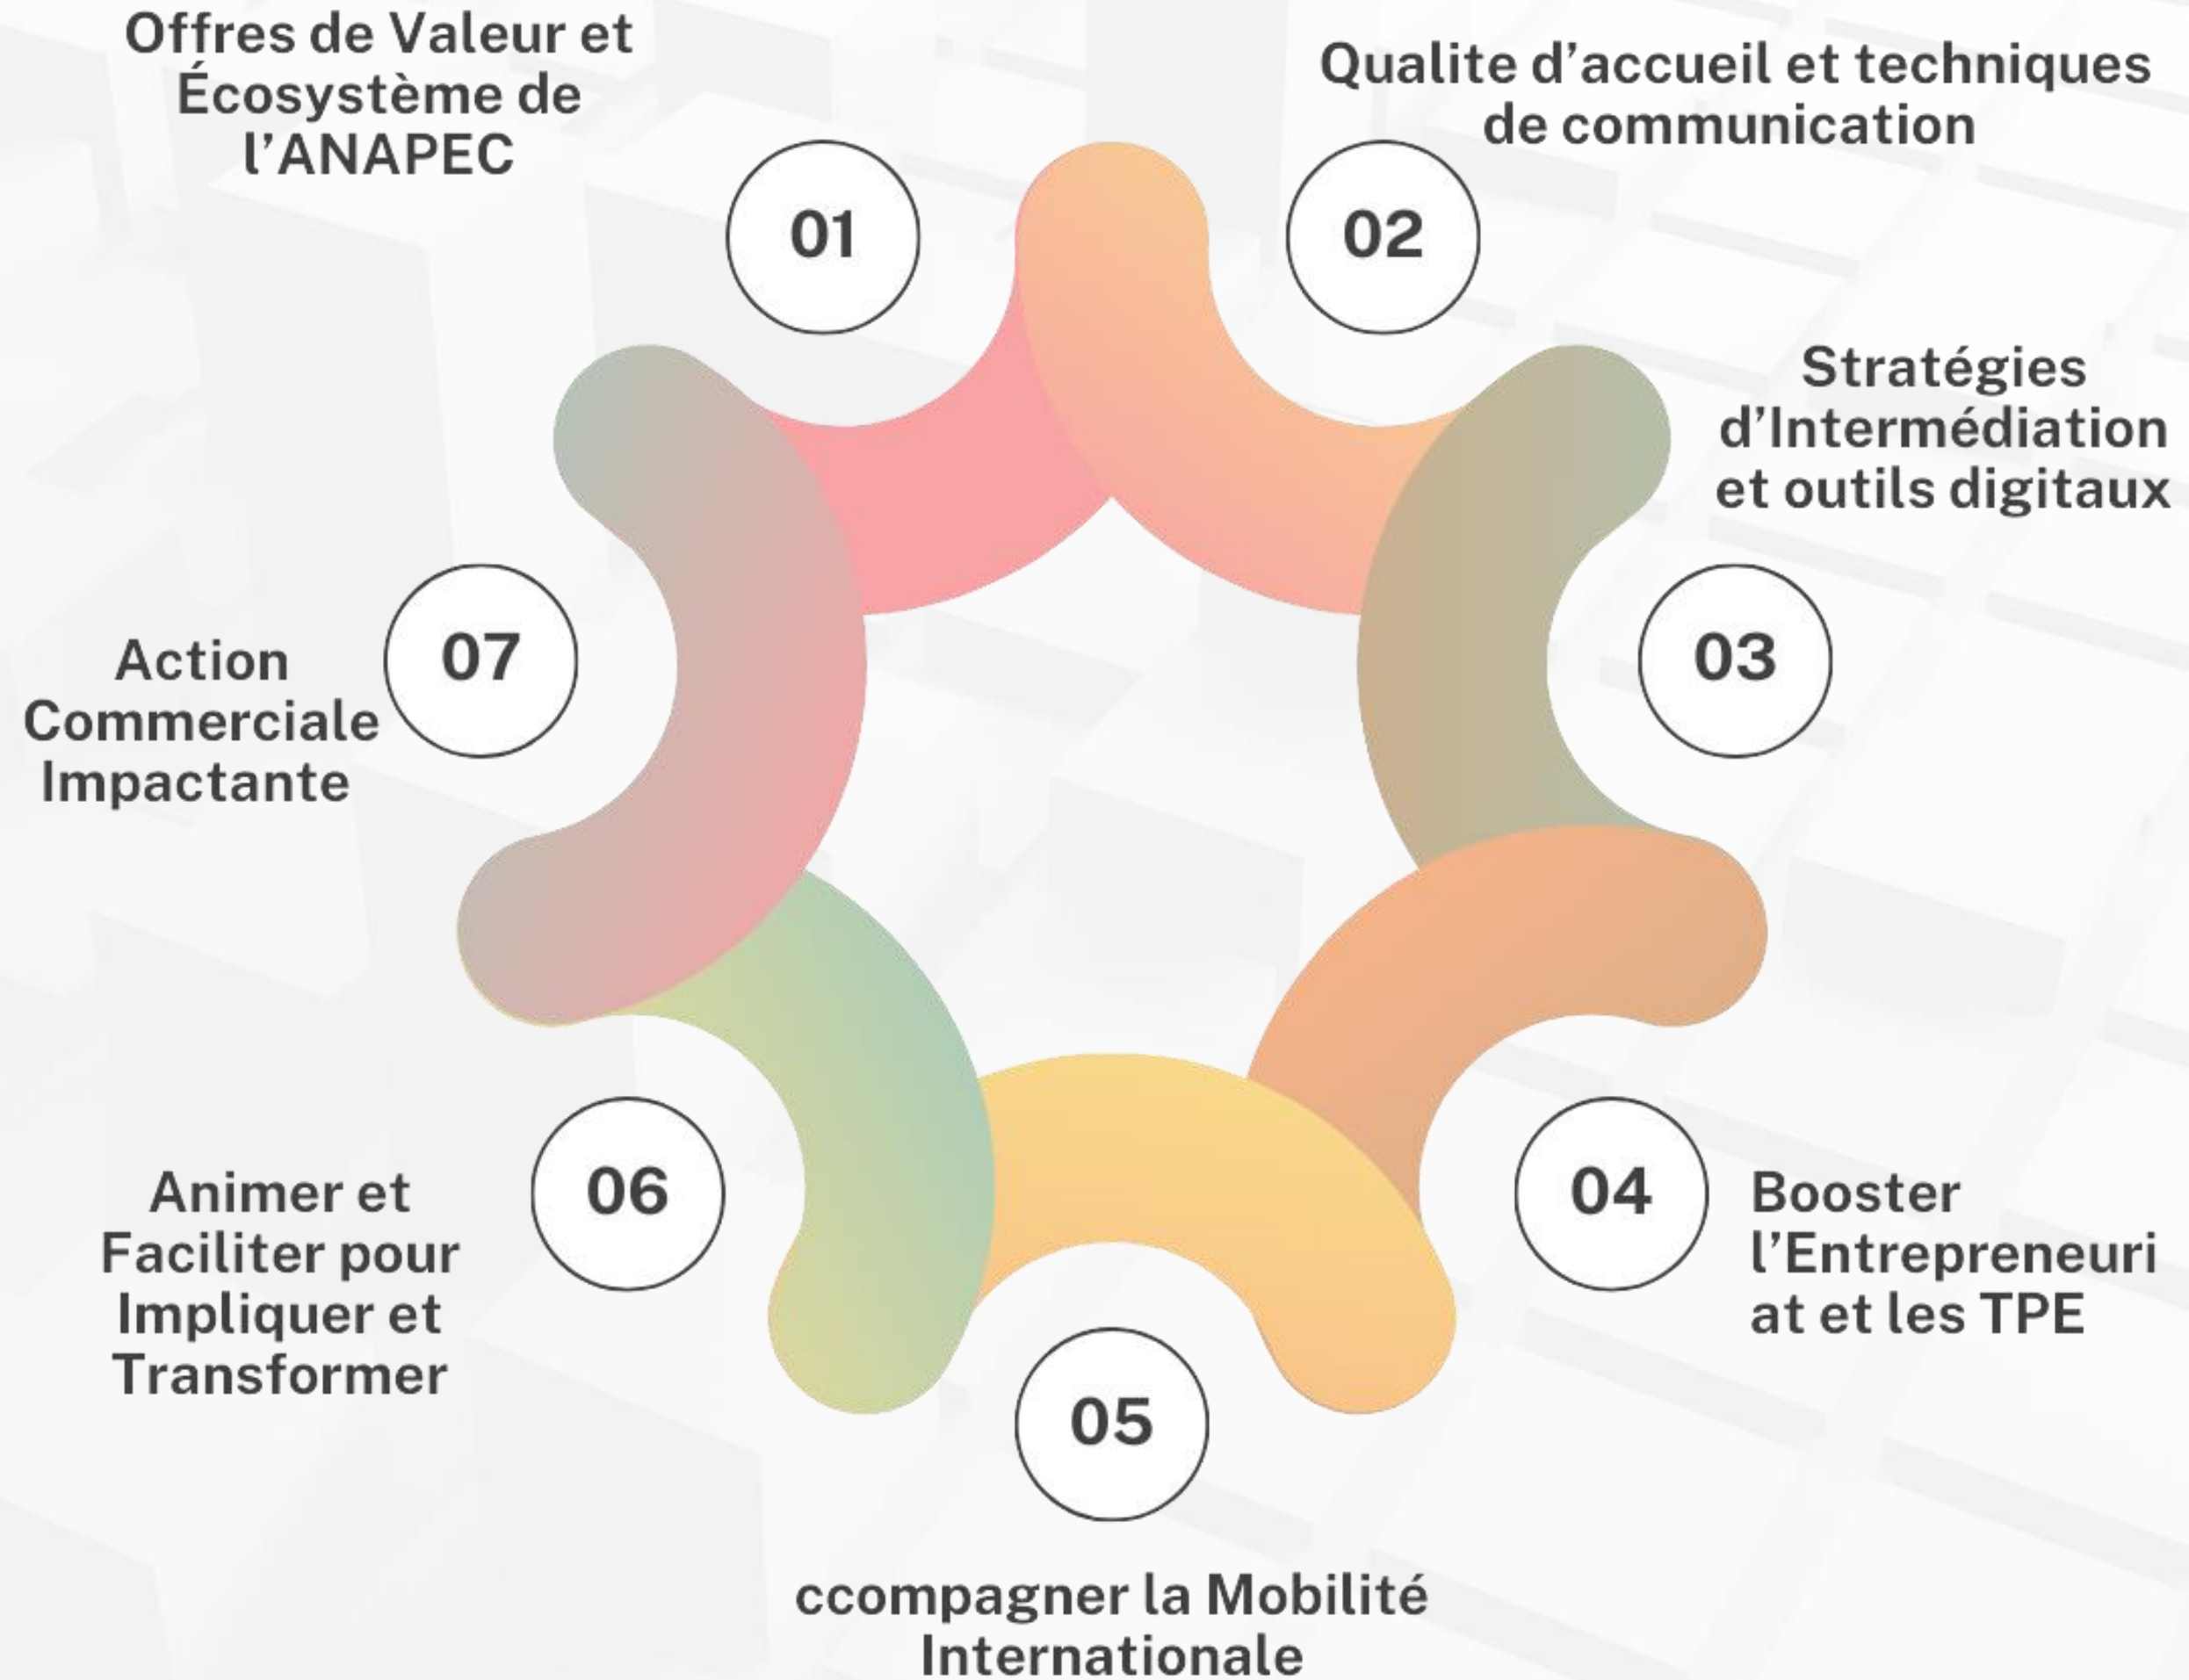 Offres de Valeur et
Écosystème de
l’ANAPEC
01
Qualite d’accueil et techniques
de communication
02
Stratégies
d’Intermédiation
et outils digitaux
03
04
Booster
l’Entrepreneuri
at et les TPE
05
ccompagner la Mobilité
Internationale
06
Animer et
Faciliter pour
Impliquer et
Transformer
07
Action
Commerciale
Impactante